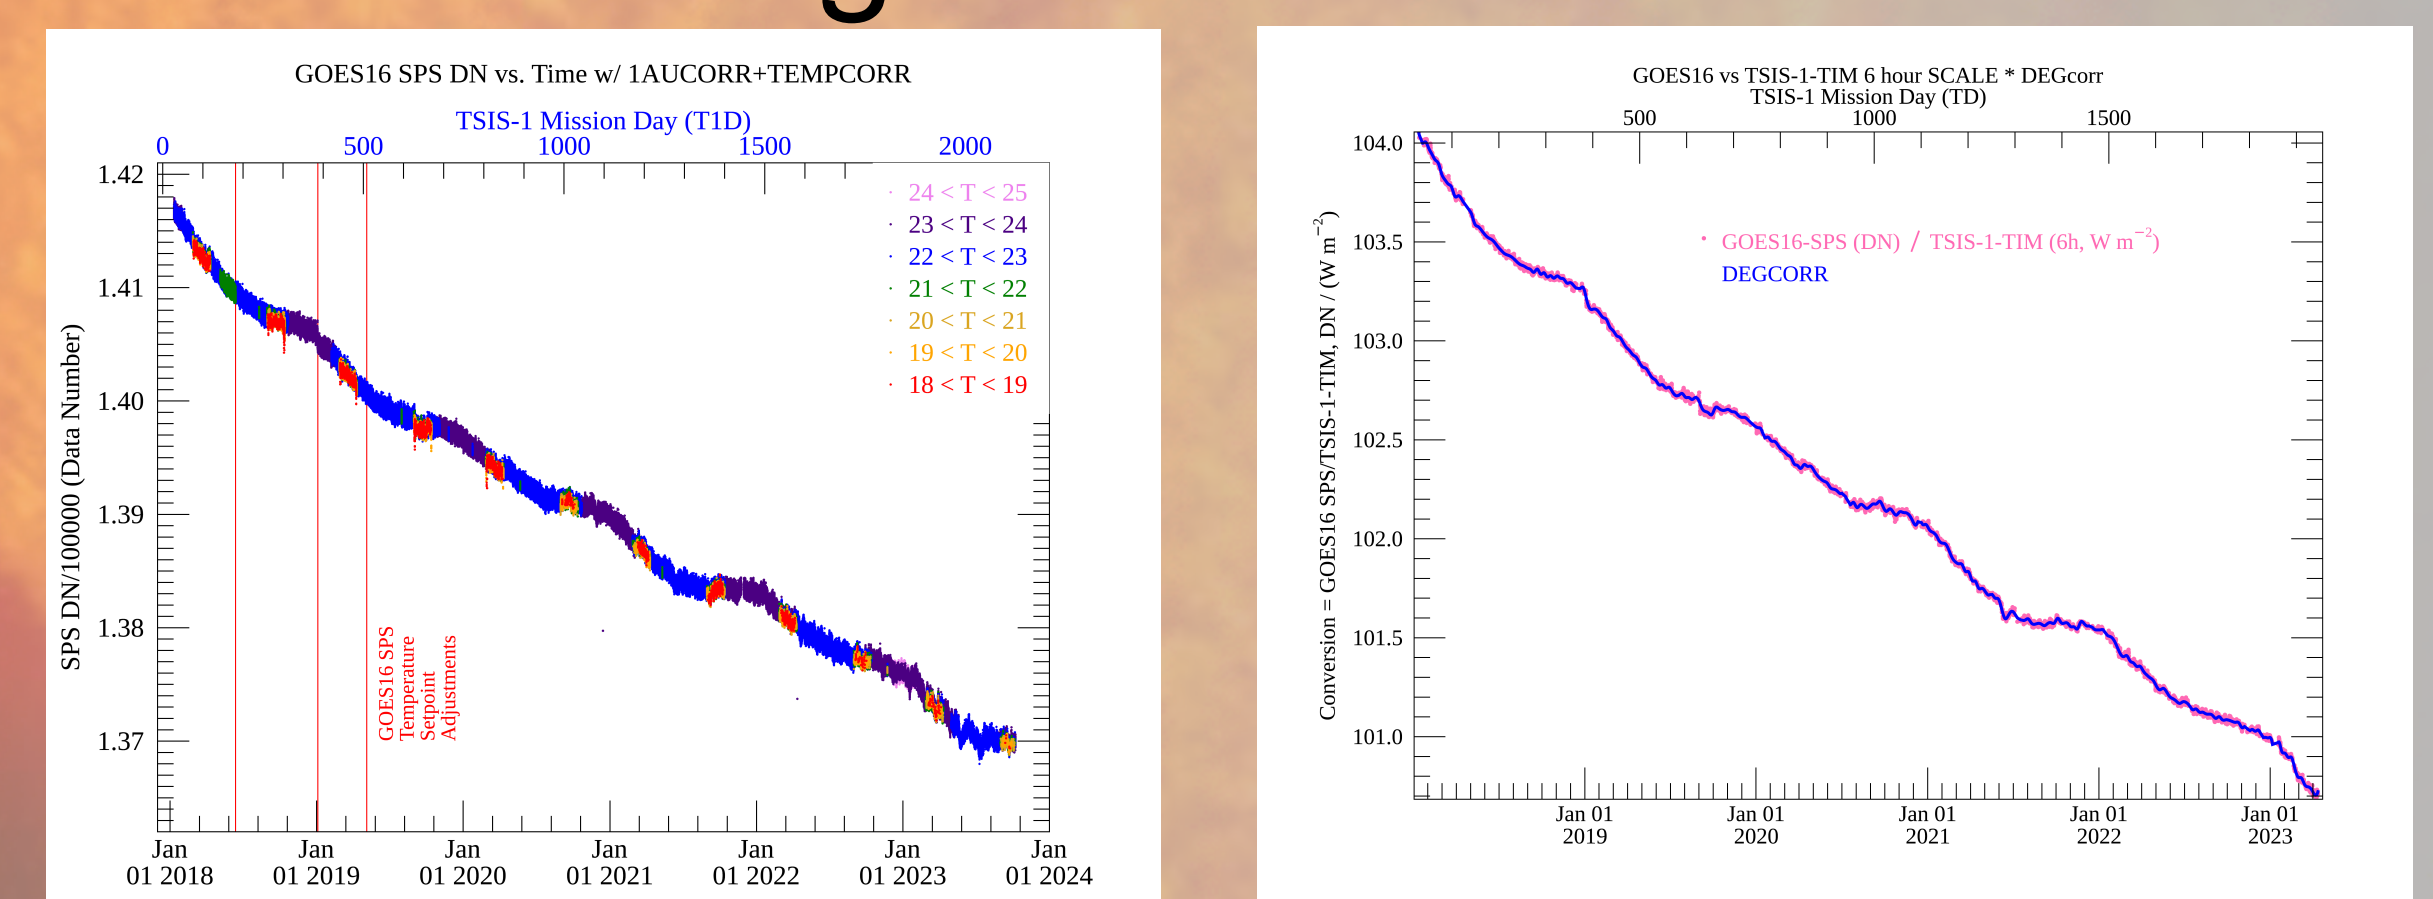 GOES16 SPS DN vs. Time w/ 1AUCORR+TEMPCORR
TSIS-1 Mission Day (T1D)
0 500 1000 1500 2000
1.42
1.41
1.40
1.39
1.38
1.37
SPS DN/100000 (Data Number)
24 < T < 25
23 < T < 24
22 < T < 23
21 < T < 22
20 < T < 21
19 < T < 20
18 < T < 19
GOES16 SPS
Temperature
Setpoint
Adjustments
Jan Jan Jan Jan Jan Jan Jan
01 2018 01 2019 01 2020 01 2021 01 2022 01 2023 01 2024
GOES16 vs TSIS-1-TIM 6 hour SCALE * DEGcorr
TSIS-1 Mission Day (TD)
500 1000 1500
104.0
103.5
103.0
102.5
102.0
101.5
101.0
Conversion = GOES16 SPS/TSIS-1-TIM, DN / (W m⁻²)
GOES16-SPS (DN) / TSIS-1-TIM (6h, W m⁻²)
DEGCORR
Jan 01 Jan 01 Jan 01 Jan 01 Jan 01
2019 2020 2021 2022 2023